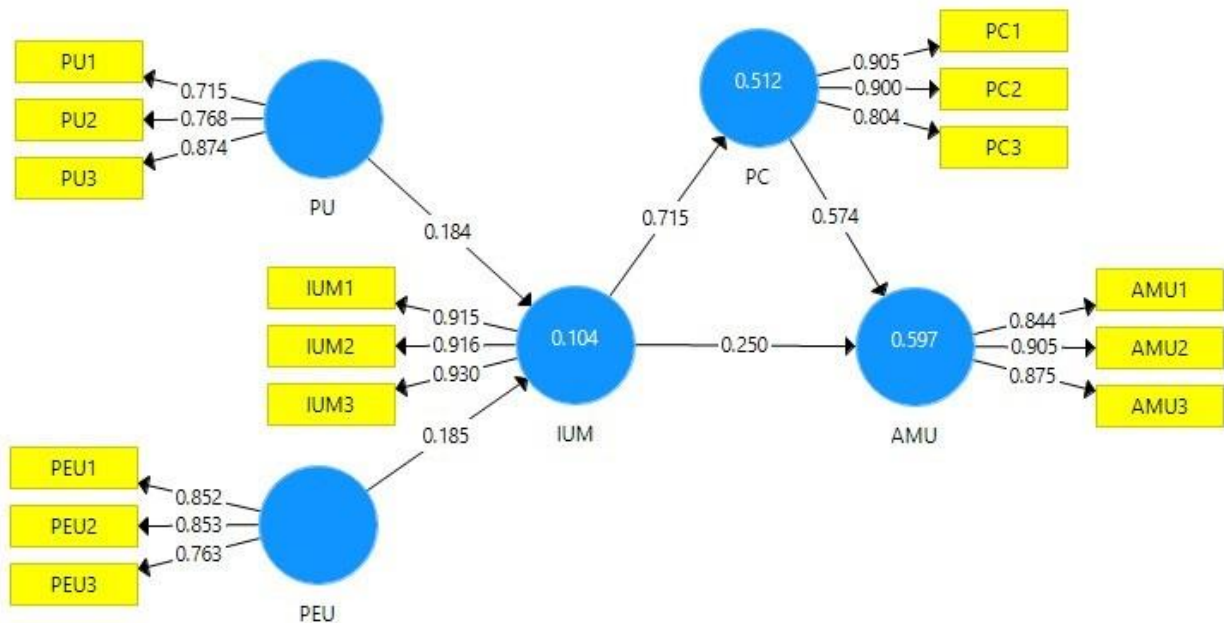 PU1
PU2
PU3
0.715
0.768
0.874
PU
0.184
PC1
PC2
PC3
0.905
0.900
0.804
0.512
PC
0.715
0.574
IUM1
IUM2
IUM3
0.915
0.916
0.930
0.104
IUM
0.250
0.597
AMU
0.844
0.905
0.875
AMU1
AMU2
AMU3
0.185
PEU1
PEU2
PEU3
0.852
0.853
0.763
PEU